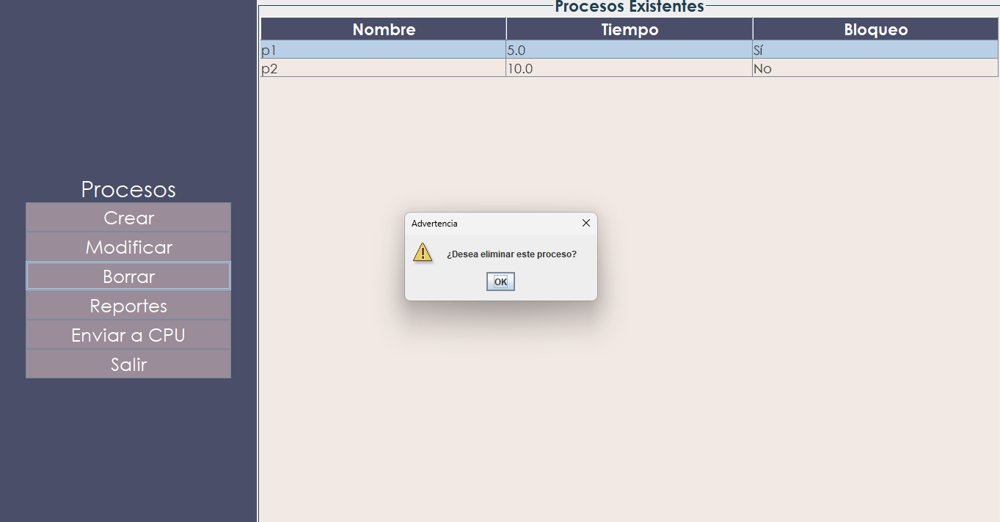 Procesos Existentes
Nombre Tiempo Bloqueo
p1 5.0 Sí
p2 10.0 No
Procesos
Crear
Modificar
Borrar
Reportes
Enviar a CPU
Salir
Advertencia
¿Desea eliminar este proceso?
OK